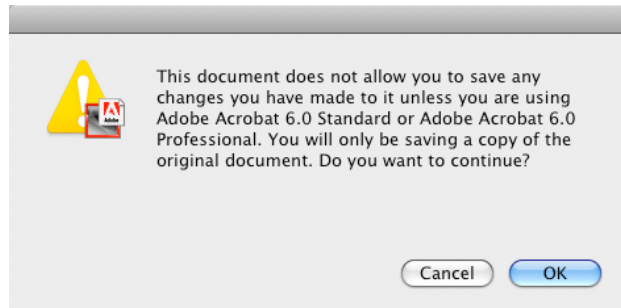 This document does not allow you to save any
changes you have made to it unless you are using
Adobe Acrobat 6.0 Standard or Adobe Acrobat 6.0
Professional. You will only be saving a copy of the
original document. Do you want to continue?
Adobe
Cancel OK